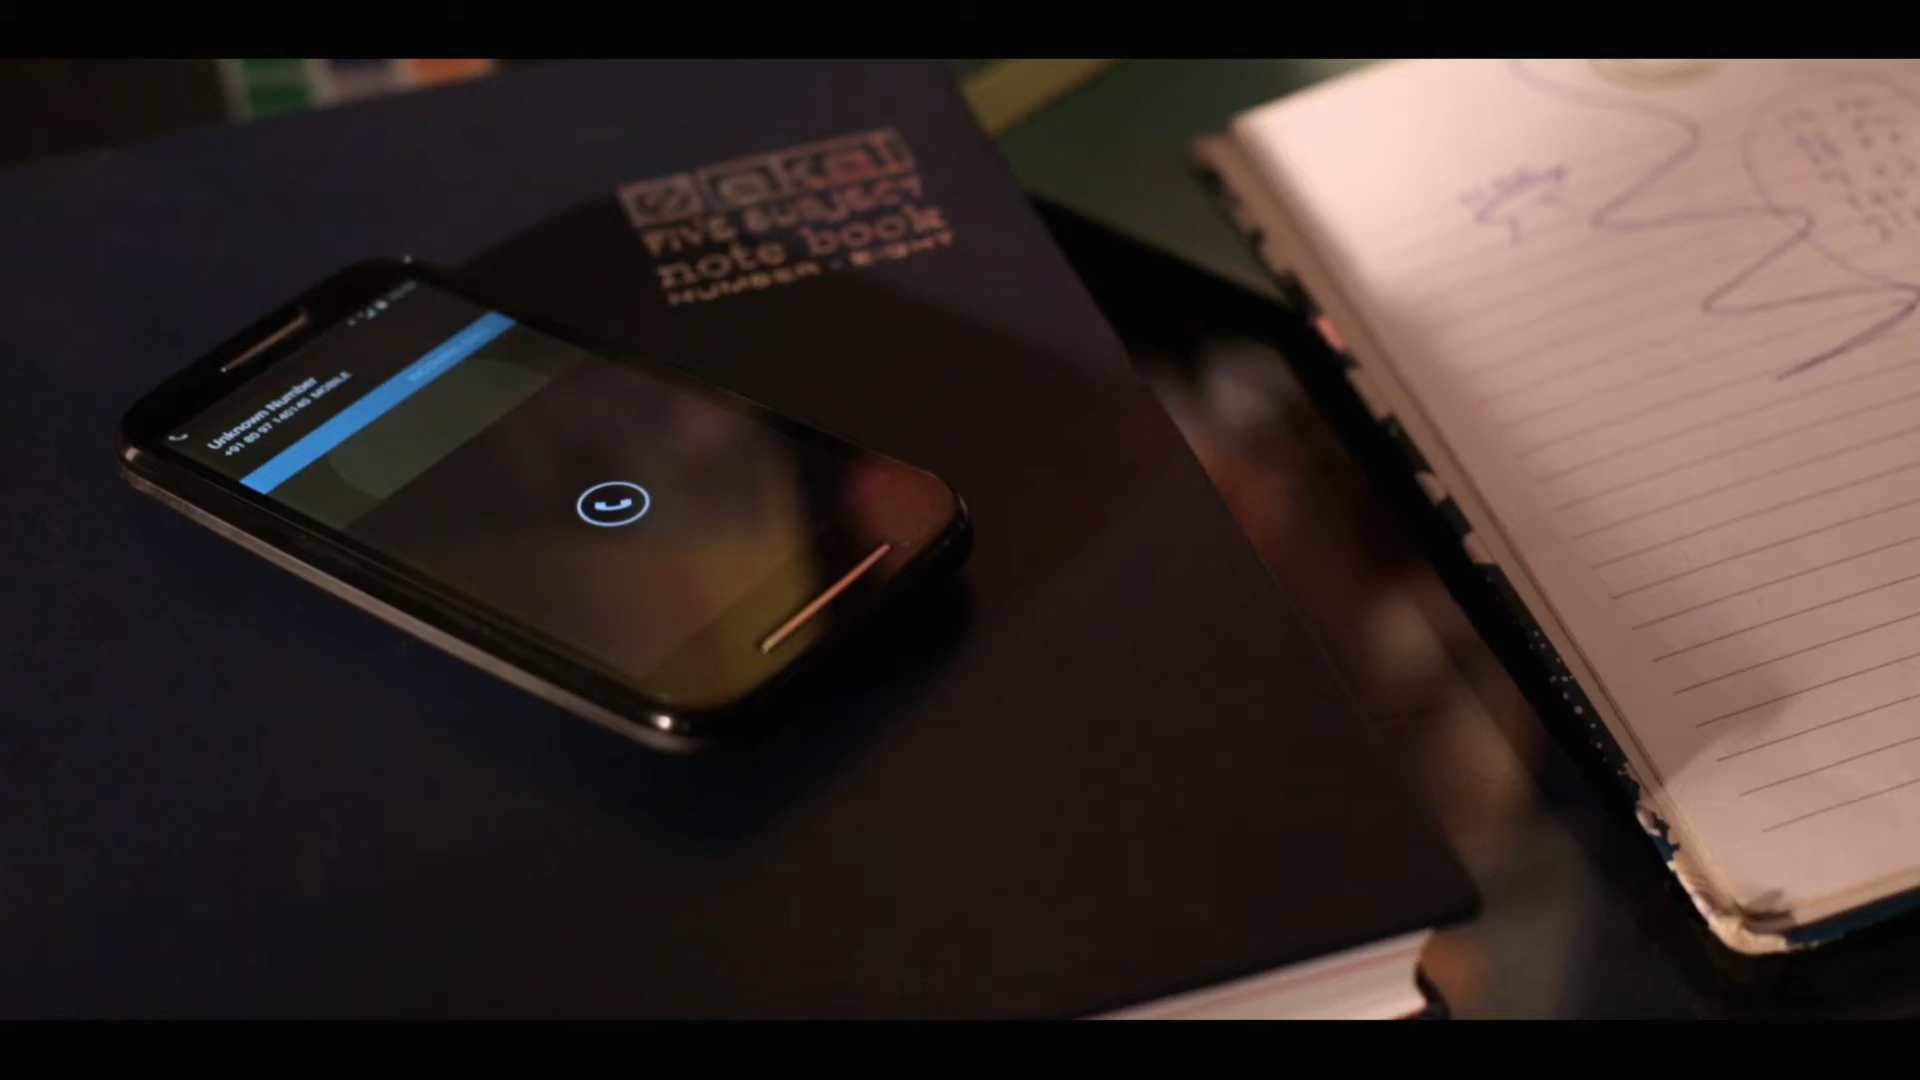 akal
FIVE SUBJECT
note book
NUMBER - EIGHT
Unknown Number
+91 80 97 140140 MOBILE